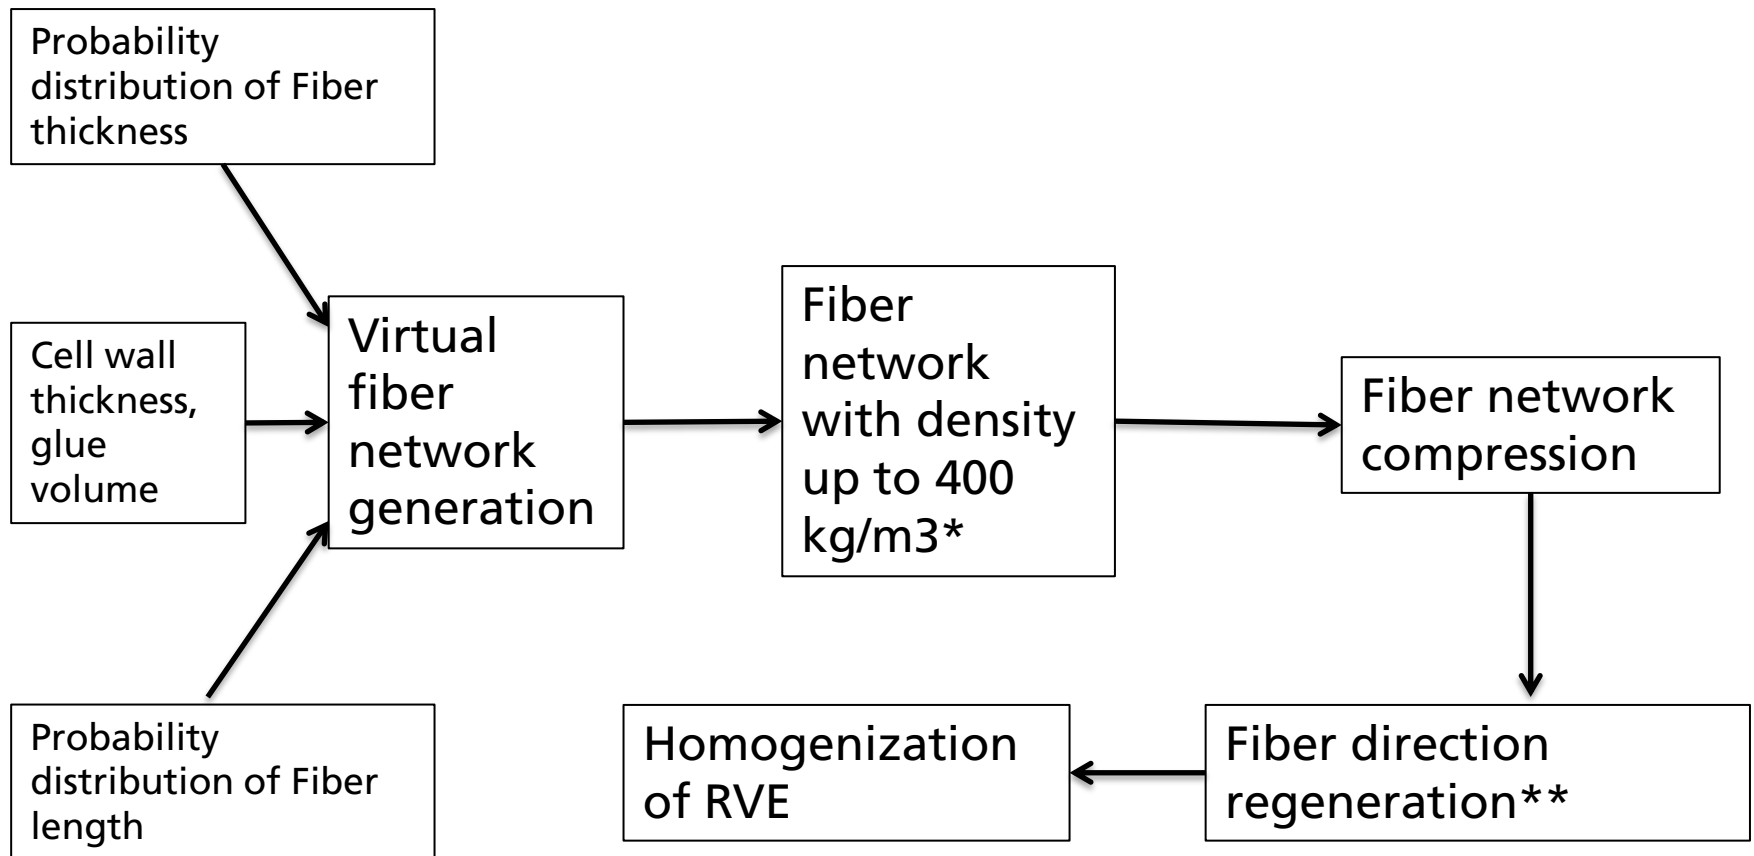 Probability
distribution of Fiber
thickness
Cell wall
thickness,
glue
volume
Probability
distribution of Fiber
length
Virtual
fiber
network
generation
Fiber
network
with density
up to 400
kg/m3*
Fiber network
compression
Fiber direction
regeneration**
Homogenization
of RVE